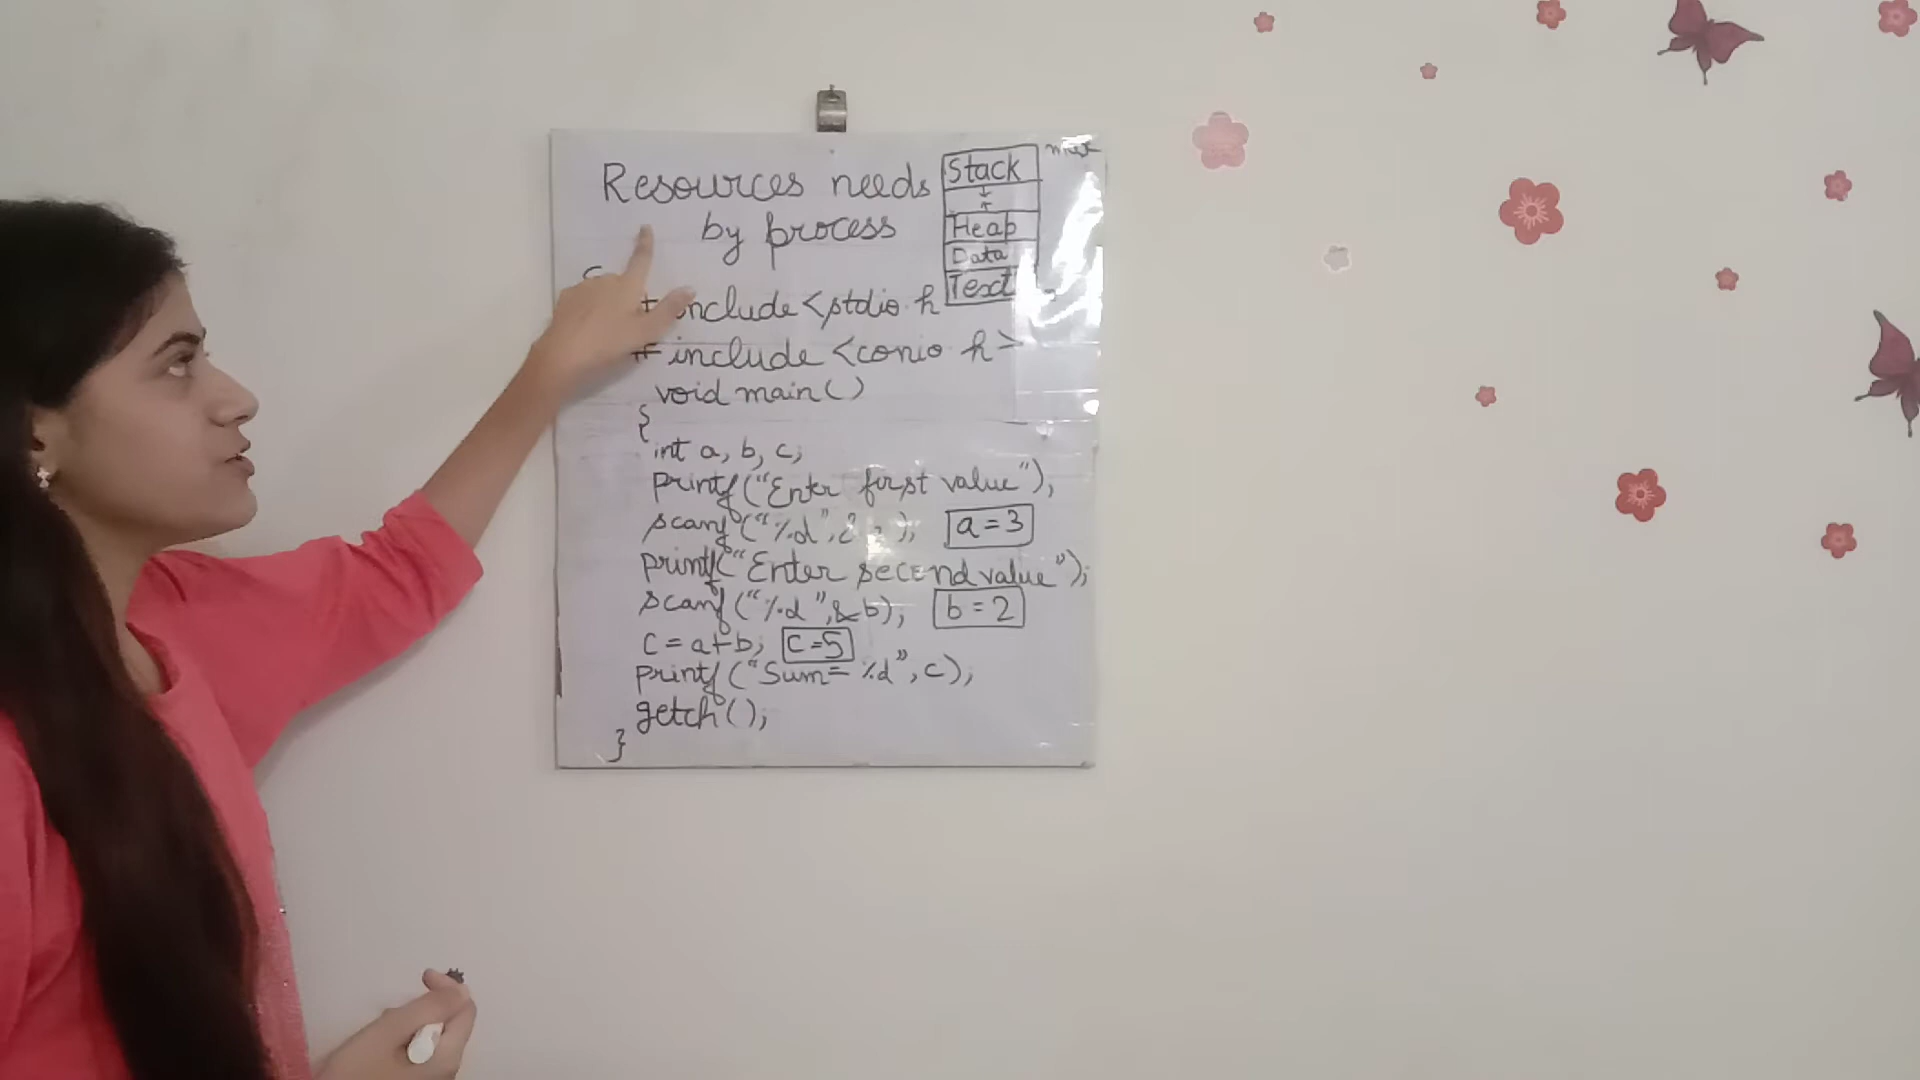 Resources needs
by process
Stack
Heap
Data
Text
include <stdio.h
# include <conio.h>
void main()
{
int a, b, c;
printf("Enter first value");
scanf("%d", & ); a=3
printf("Enter second value");
scanf("%d",&b); b=2
c=a+b; c=5
printf("Sum=%d",c);
getch();
}